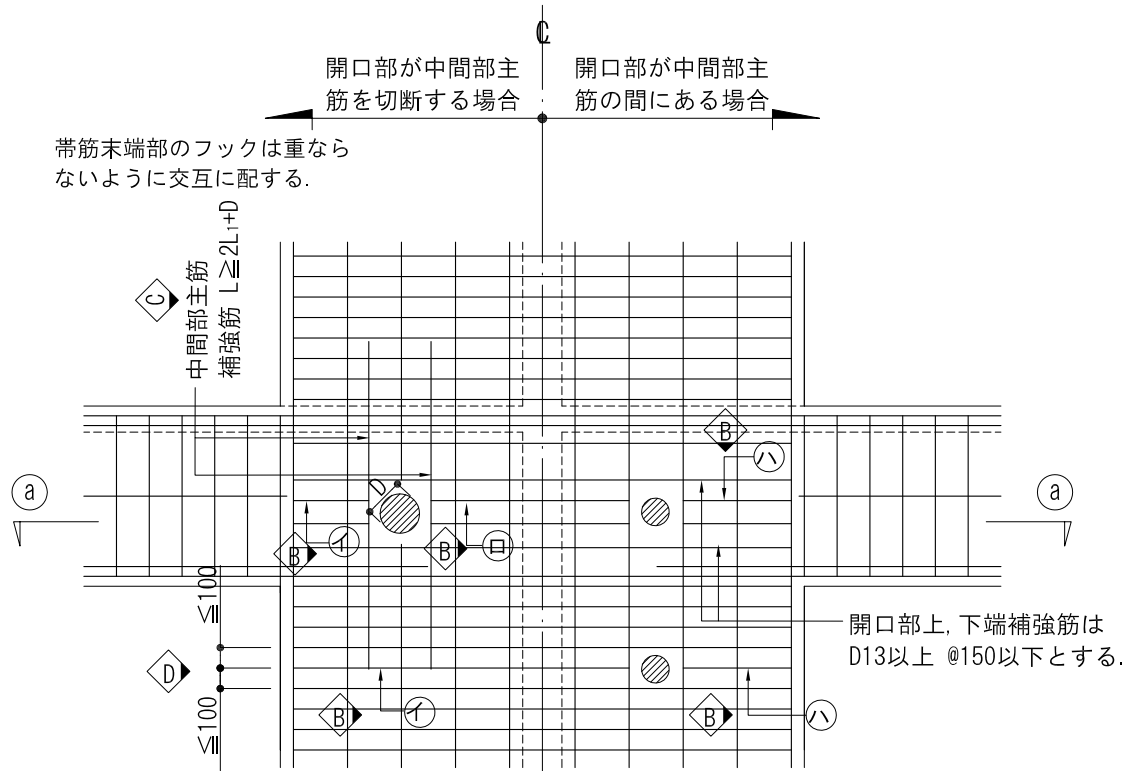 ℄
開口部が中間部主
筋を切断する場合
開口部が中間部主
筋の間にある場合
帯筋末端部のフックは重なら
ないように交互に配する.
C
中間部主筋
補強筋 L≧2L₁+D
B
ハ
a
a
D
イ
ロ
B
B
≦100
開口部上, 下端補強筋は
D13以上 @150以下とする.
D
≦100
B
イ
B
ハ